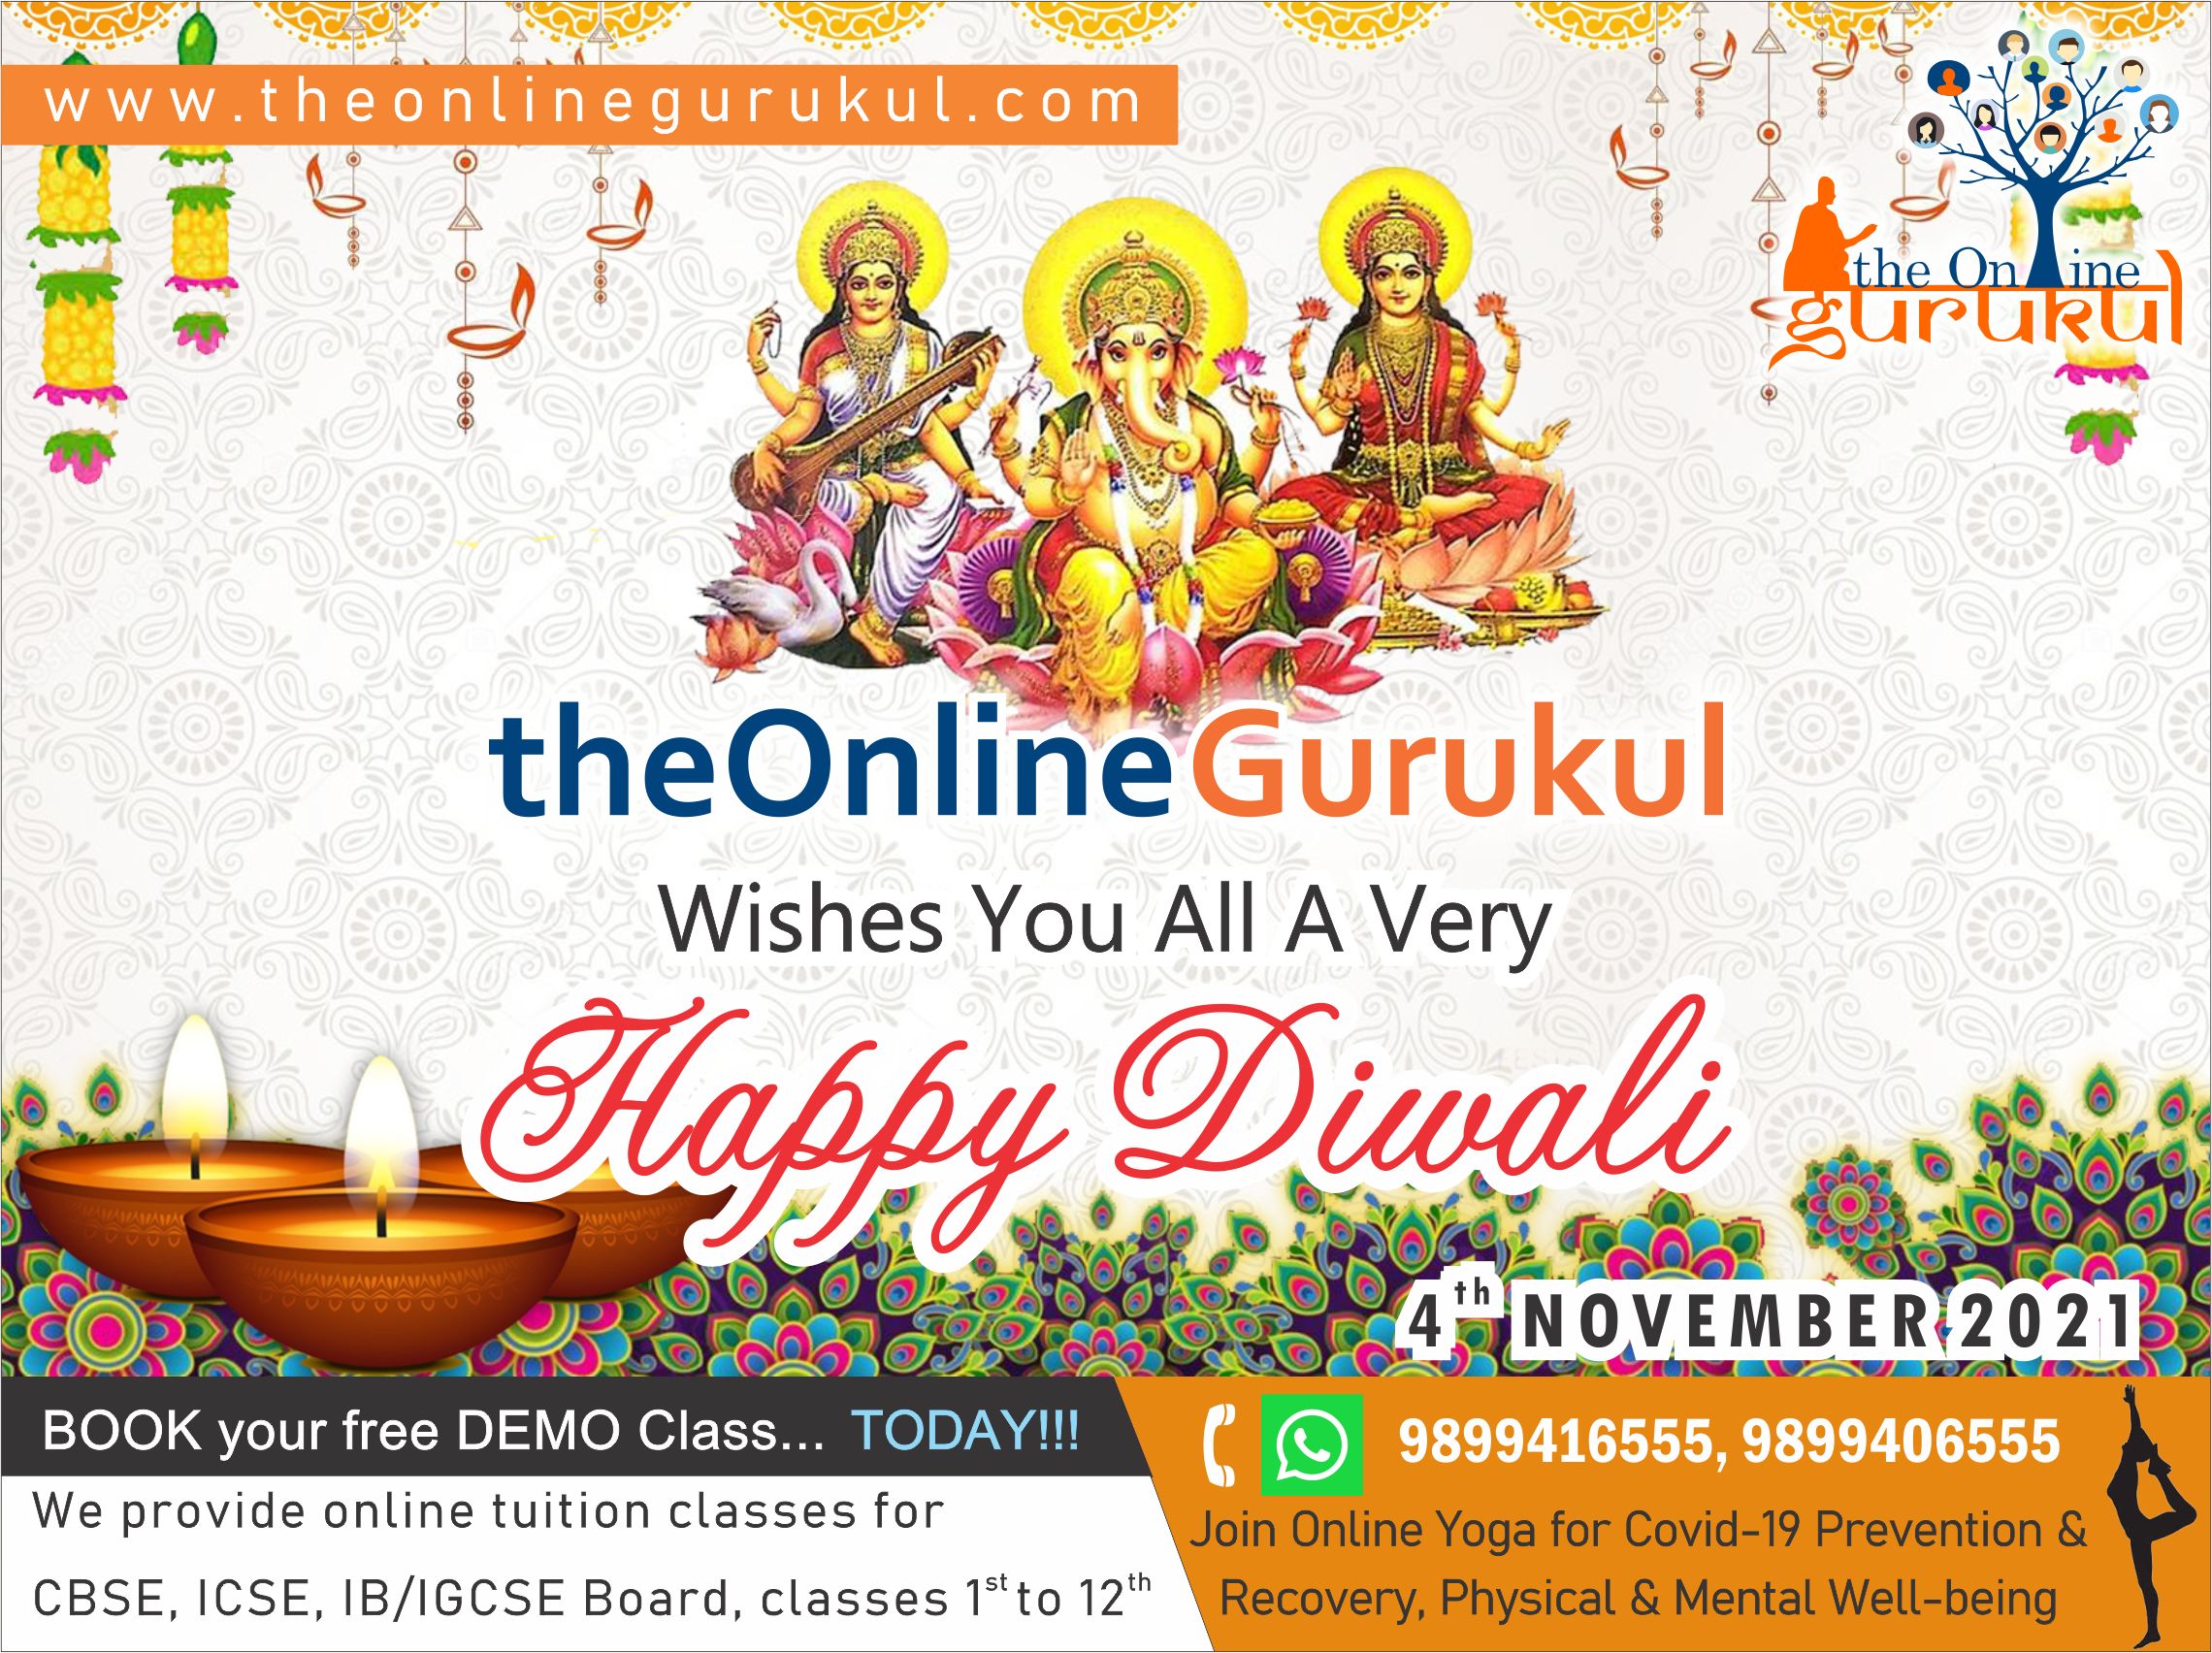 www.theonlinegurukul.com
the Online
gurukul
theOnlineGurukul
Wishes You All A Very
Happy Diwali
4th NOVEMBER 2021
BOOK your free DEMO Class... TODAY!!!
We provide online tuition classes for
CBSE, ICSE, IB/IGCSE Board, classes 1st to 12th
9899416555, 9899406555
Join Online Yoga for Covid-19 Prevention &
Recovery, Physical & Mental Well-being